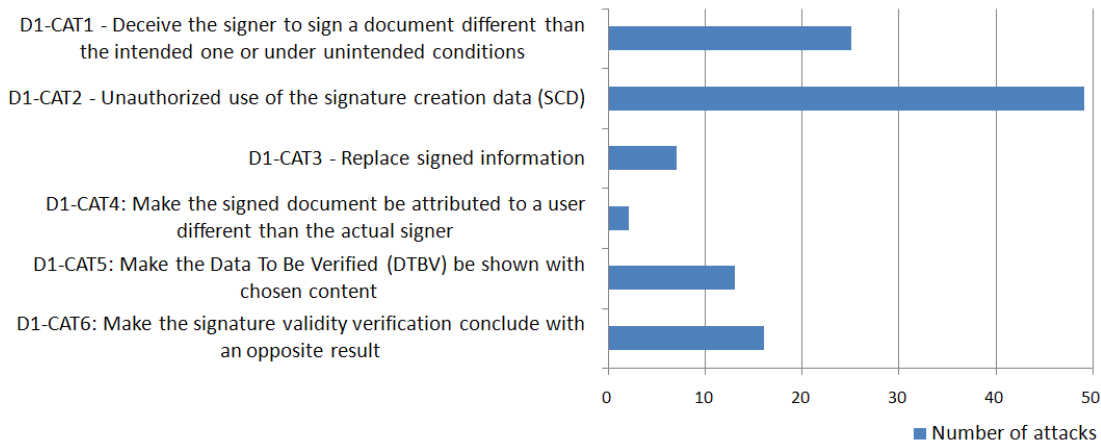 D1-CAT1 - Deceive the signer to sign a document different than
the intended one or under unintended conditions
D1-CAT2 - Unauthorized use of the signature creation data (SCD)
D1-CAT3 - Replace signed information
D1-CAT4: Make the signed document be attributed to a user
different than the actual signer
D1-CAT5: Make the Data To Be Verified (DTBV) be shown with
chosen content
D1-CAT6: Make the signature validity verification conclude with
an opposite result
0 10 20 30 40 50
Number of attacks